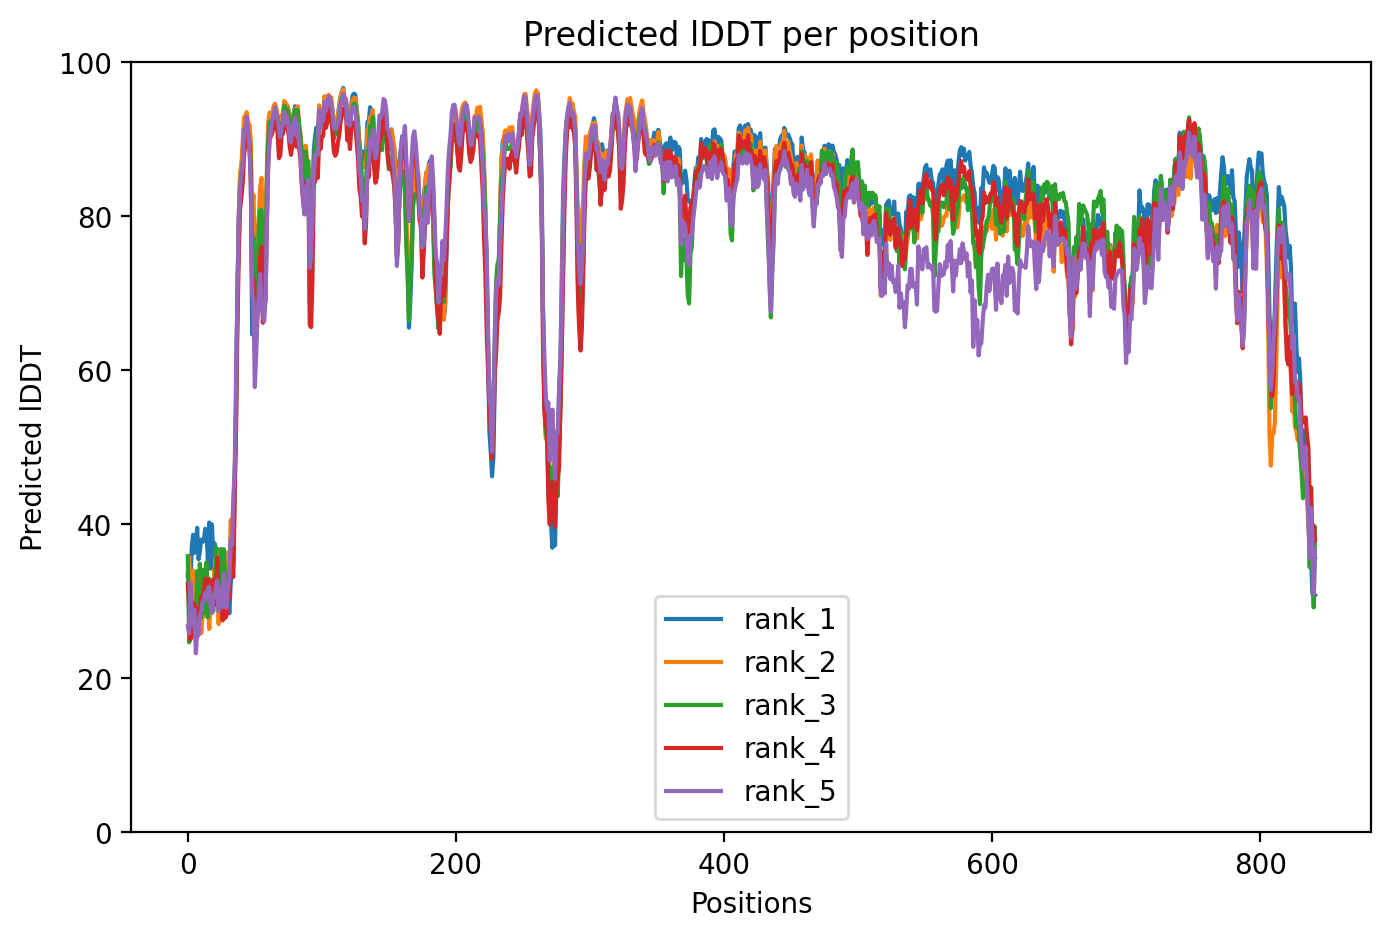 Predicted lDDT per position
100
80
60
40
20
0
Predicted lDDT
rank_1
rank_2
rank_3
rank_4
rank_5
0 200 400 600 800
Positions